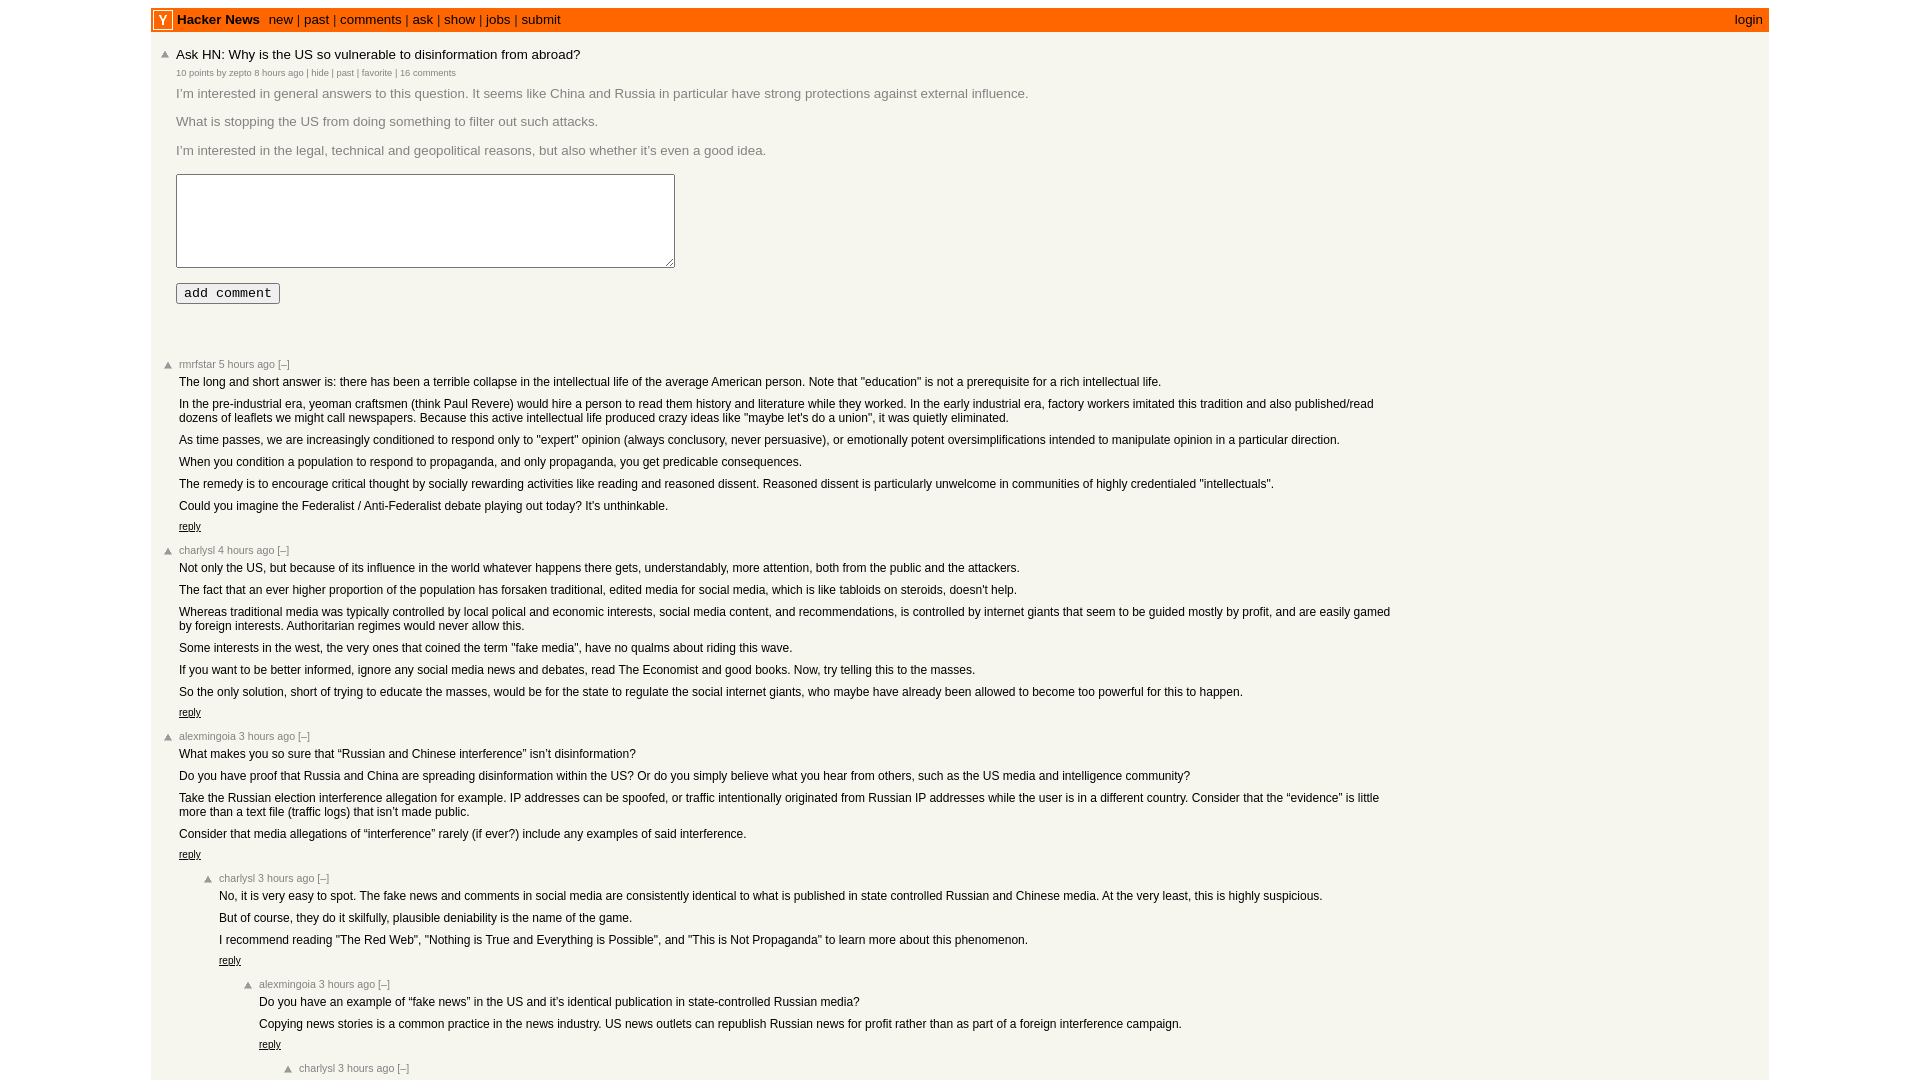 Y Hacker News new | past | comments | ask | show | jobs | submit login
Ask HN: Why is the US so vulnerable to disinformation from abroad?
10 points by zepto 8 hours ago | hide | past | favorite | 16 comments
I’m interested in general answers to this question. It seems like China and Russia in particular have strong protections against external influence.
What is stopping the US from doing something to filter out such attacks.
I’m interested in the legal, technical and geopolitical reasons, but also whether it’s even a good idea.
add comment
rmrfstar 5 hours ago [–]
The long and short answer is: there has been a terrible collapse in the intellectual life of the average American person. Note that "education" is not a prerequisite for a rich intellectual life.
In the pre-industrial era, yeoman craftsmen (think Paul Revere) would hire a person to read them history and literature while they worked. In the early industrial era, factory workers imitated this tradition and also published/read
dozens of leaflets we might call newspapers. Because this active intellectual life produced crazy ideas like "maybe let's do a union", it was quietly eliminated.
As time passes, we are increasingly conditioned to respond only to "expert" opinion (always conclusory, never persuasive), or emotionally potent oversimplifications intended to manipulate opinion in a particular direction.
When you condition a population to respond to propaganda, and only propaganda, you get predicable consequences.
The remedy is to encourage critical thought by socially rewarding activities like reading and reasoned dissent. Reasoned dissent is particularly unwelcome in communities of highly credentialed "intellectuals".
Could you imagine the Federalist / Anti-Federalist debate playing out today? It's unthinkable.
reply
charlysl 4 hours ago [–]
Not only the US, but because of its influence in the world whatever happens there gets, understandably, more attention, both from the public and the attackers.
The fact that an ever higher proportion of the population has forsaken traditional, edited media for social media, which is like tabloids on steroids, doesn't help.
Whereas traditional media was typically controlled by local polical and economic interests, social media content, and recommendations, is controlled by internet giants that seem to be guided mostly by profit, and are easily gamed
by foreign interests. Authoritarian regimes would never allow this.
Some interests in the west, the very ones that coined the term "fake media", have no qualms about riding this wave.
If you want to be better informed, ignore any social media news and debates, read The Economist and good books. Now, try telling this to the masses.
So the only solution, short of trying to educate the masses, would be for the state to regulate the social internet giants, who maybe have already been allowed to become too powerful for this to happen.
reply
alexmingoia 3 hours ago [–]
What makes you so sure that “Russian and Chinese interference” isn’t disinformation?
Do you have proof that Russia and China are spreading disinformation within the US? Or do you simply believe what you hear from others, such as the US media and intelligence community?
Take the Russian election interference allegation for example. IP addresses can be spoofed, or traffic intentionally originated from Russian IP addresses while the user is in a different country. Consider that the “evidence” is little
more than a text file (traffic logs) that isn’t made public.
Consider that media allegations of “interference” rarely (if ever?) include any examples of said interference.
reply
charlysl 3 hours ago [–]
No, it is very easy to spot. The fake news and comments in social media are consistently identical to what is published in state controlled Russian and Chinese media. At the very least, this is highly suspicious.
But of course, they do it skilfully, plausible deniability is the name of the game.
I recommend reading "The Red Web", "Nothing is True and Everything is Possible", and "This is Not Propaganda" to learn more about this phenomenon.
reply
alexmingoia 3 hours ago [–]
Do you have an example of “fake news” in the US and it’s identical publication in state-controlled Russian media?
Copying news stories is a common practice in the news industry. US news outlets can republish Russian news for profit rather than as part of a foreign interference campaign.
reply
charlysl 3 hours ago [–]